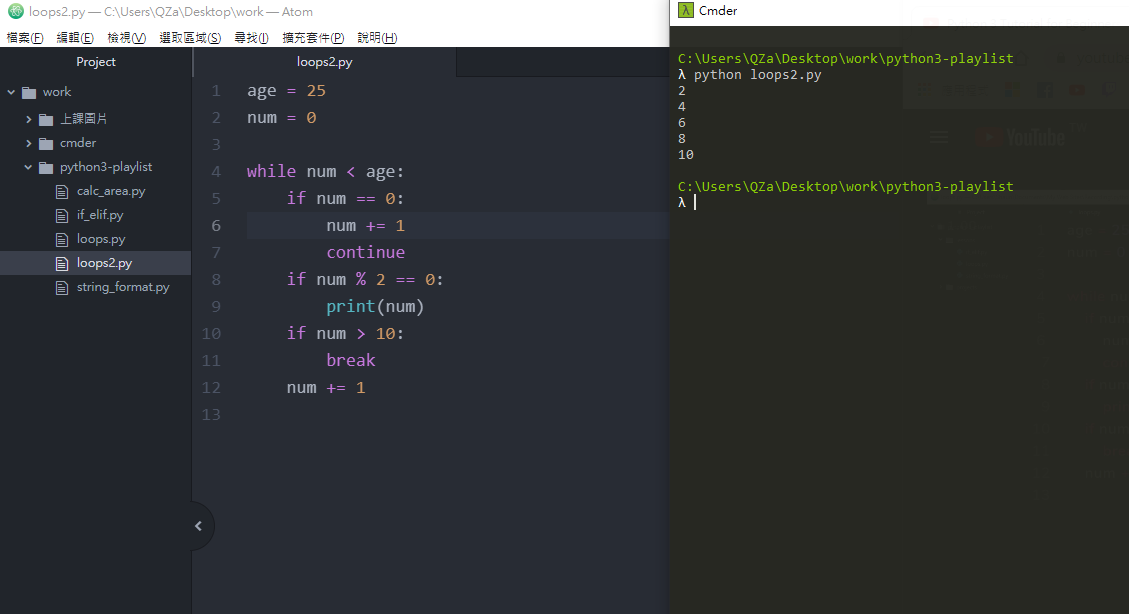 loops2.py — C:\Users\QZa\Desktop\work — Atom
檔案(F) 編輯(E) 檢視(V) 選取區域(S) 尋找(I) 擴充套件(P) 說明(H)
Project
work
上課圖片
cmder
python3-playlist
calc_area.py
if_elif.py
loops.py
loops2.py
string_format.py
loops2.py
1 age = 25
2 num = 0
3
4 while num < age:
5 if num == 0:
6 num += 1
7 continue
8 if num % 2 == 0:
9 print(num)
10 if num > 10:
11 break
12 num += 1
13
Cmder
C:\Users\QZa\Desktop\work\python3-playlist
λ python loops2.py
2
4
6
8
10
C:\Users\QZa\Desktop\work\python3-playlist
λ
YouTube